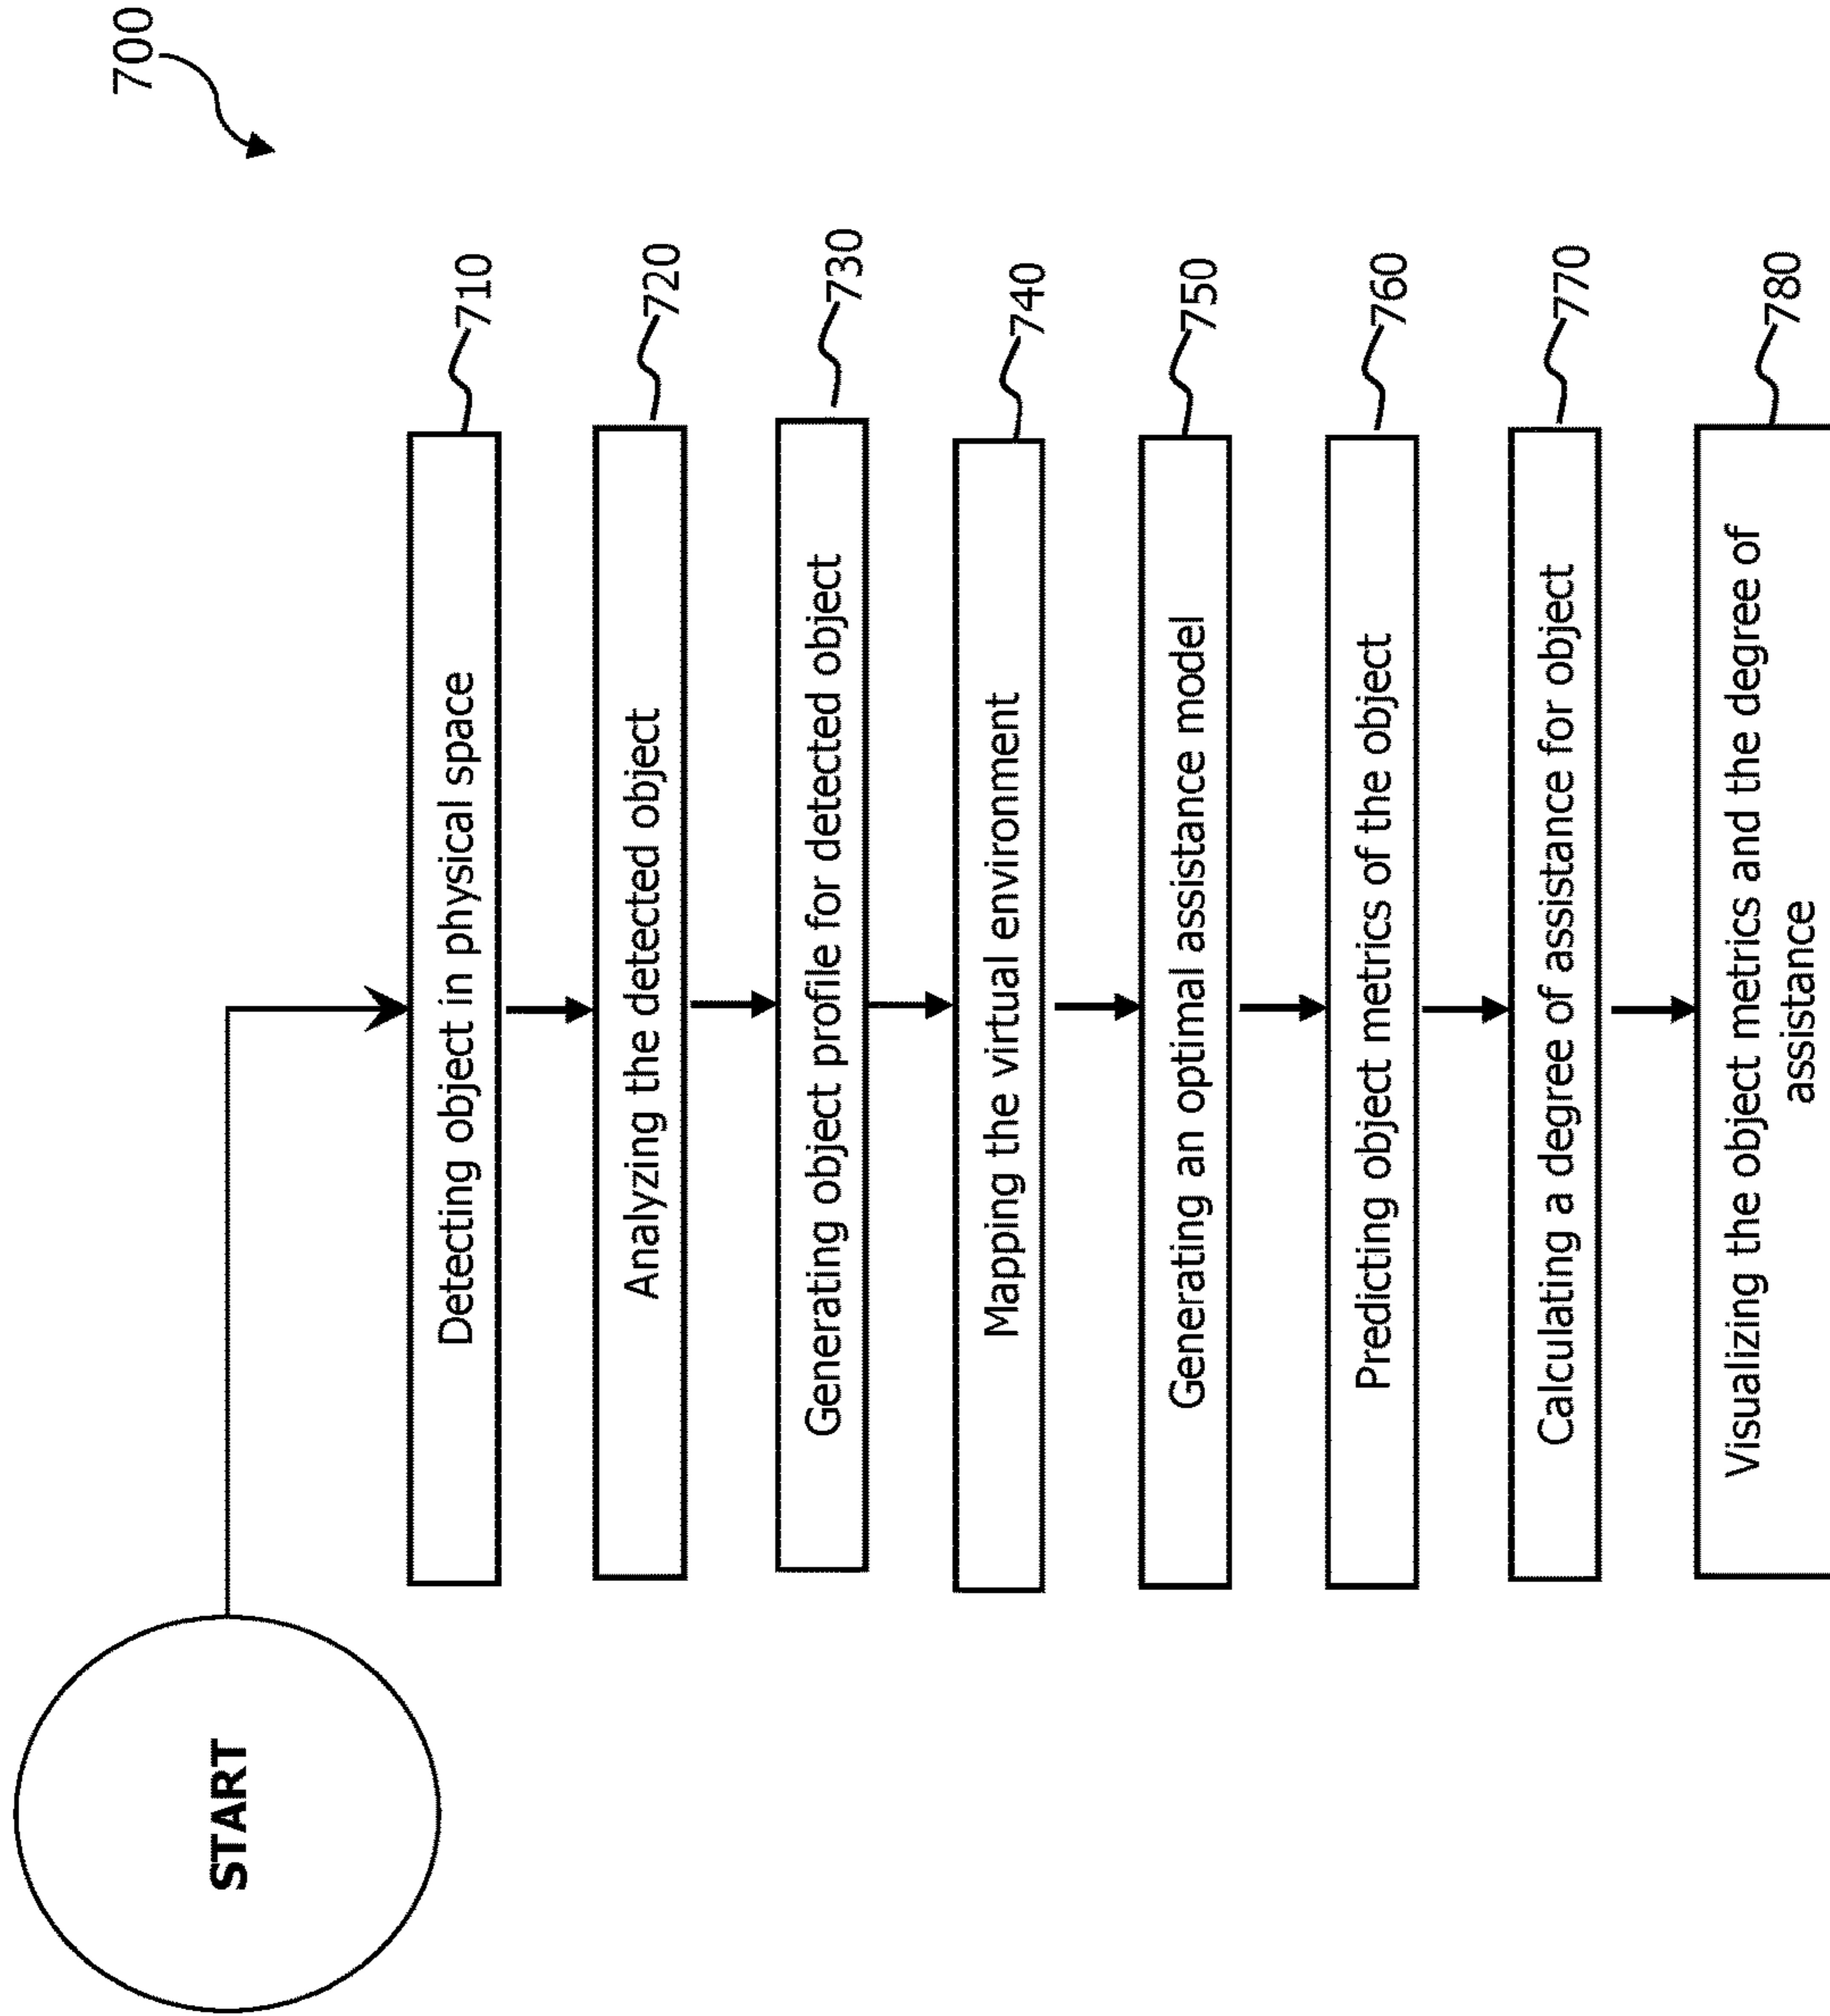 700
START
Detecting object in physical space
710
Analyzing the detected object
720
Generating object profile for detected object
730
Mapping the virtual environment
740
Generating an optimal assistance model
750
Predicting object metrics of the object
760
Calculating a degree of assistance for object
770
Visualizing the object metrics and the degree of
assistance
780